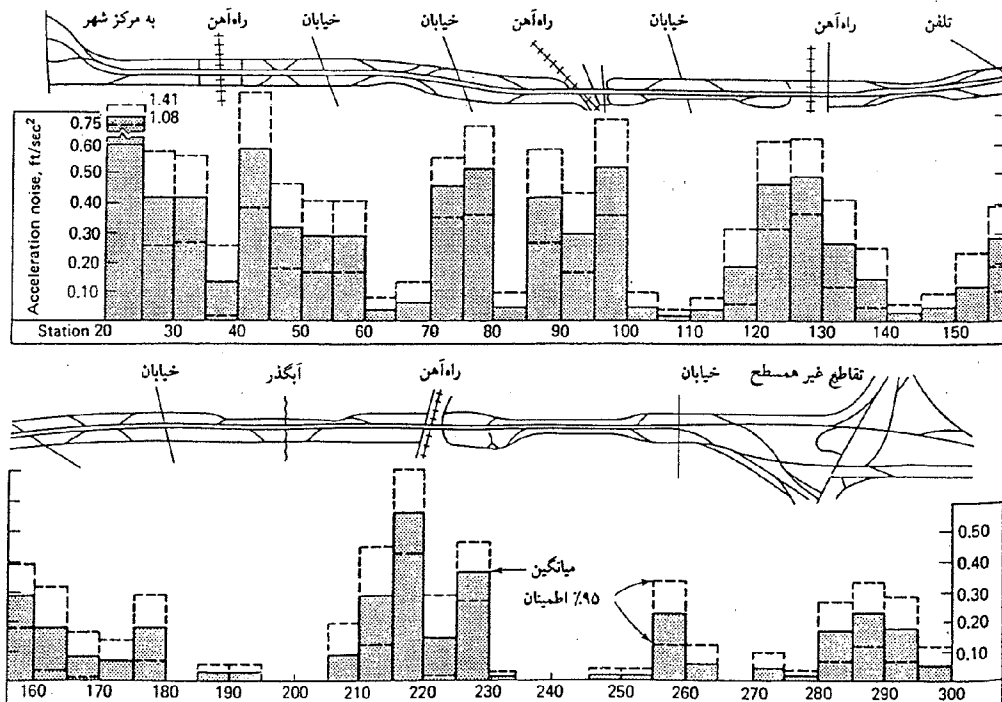 به مرکز شهر راه‌آهن خیابان خیابان راه‌آهن خیابان راه‌آهن تلفن
1.41
1.08
Acceleration noise, ft/sec²
0.75
0.60
0.50
0.40
0.30
0.20
0.10
Station 20 30 40 50 60 70 80 90 100 110 120 130 140 150
خیابان آبگذر راه‌آهن خیابان تقاطع غیر همسطح
0.50
0.40
0.30
0.20
0.10
میانگین
۹۵٪ اطمینان
160 170 180 190 200 210 220 230 240 250 260 270 280 290 300